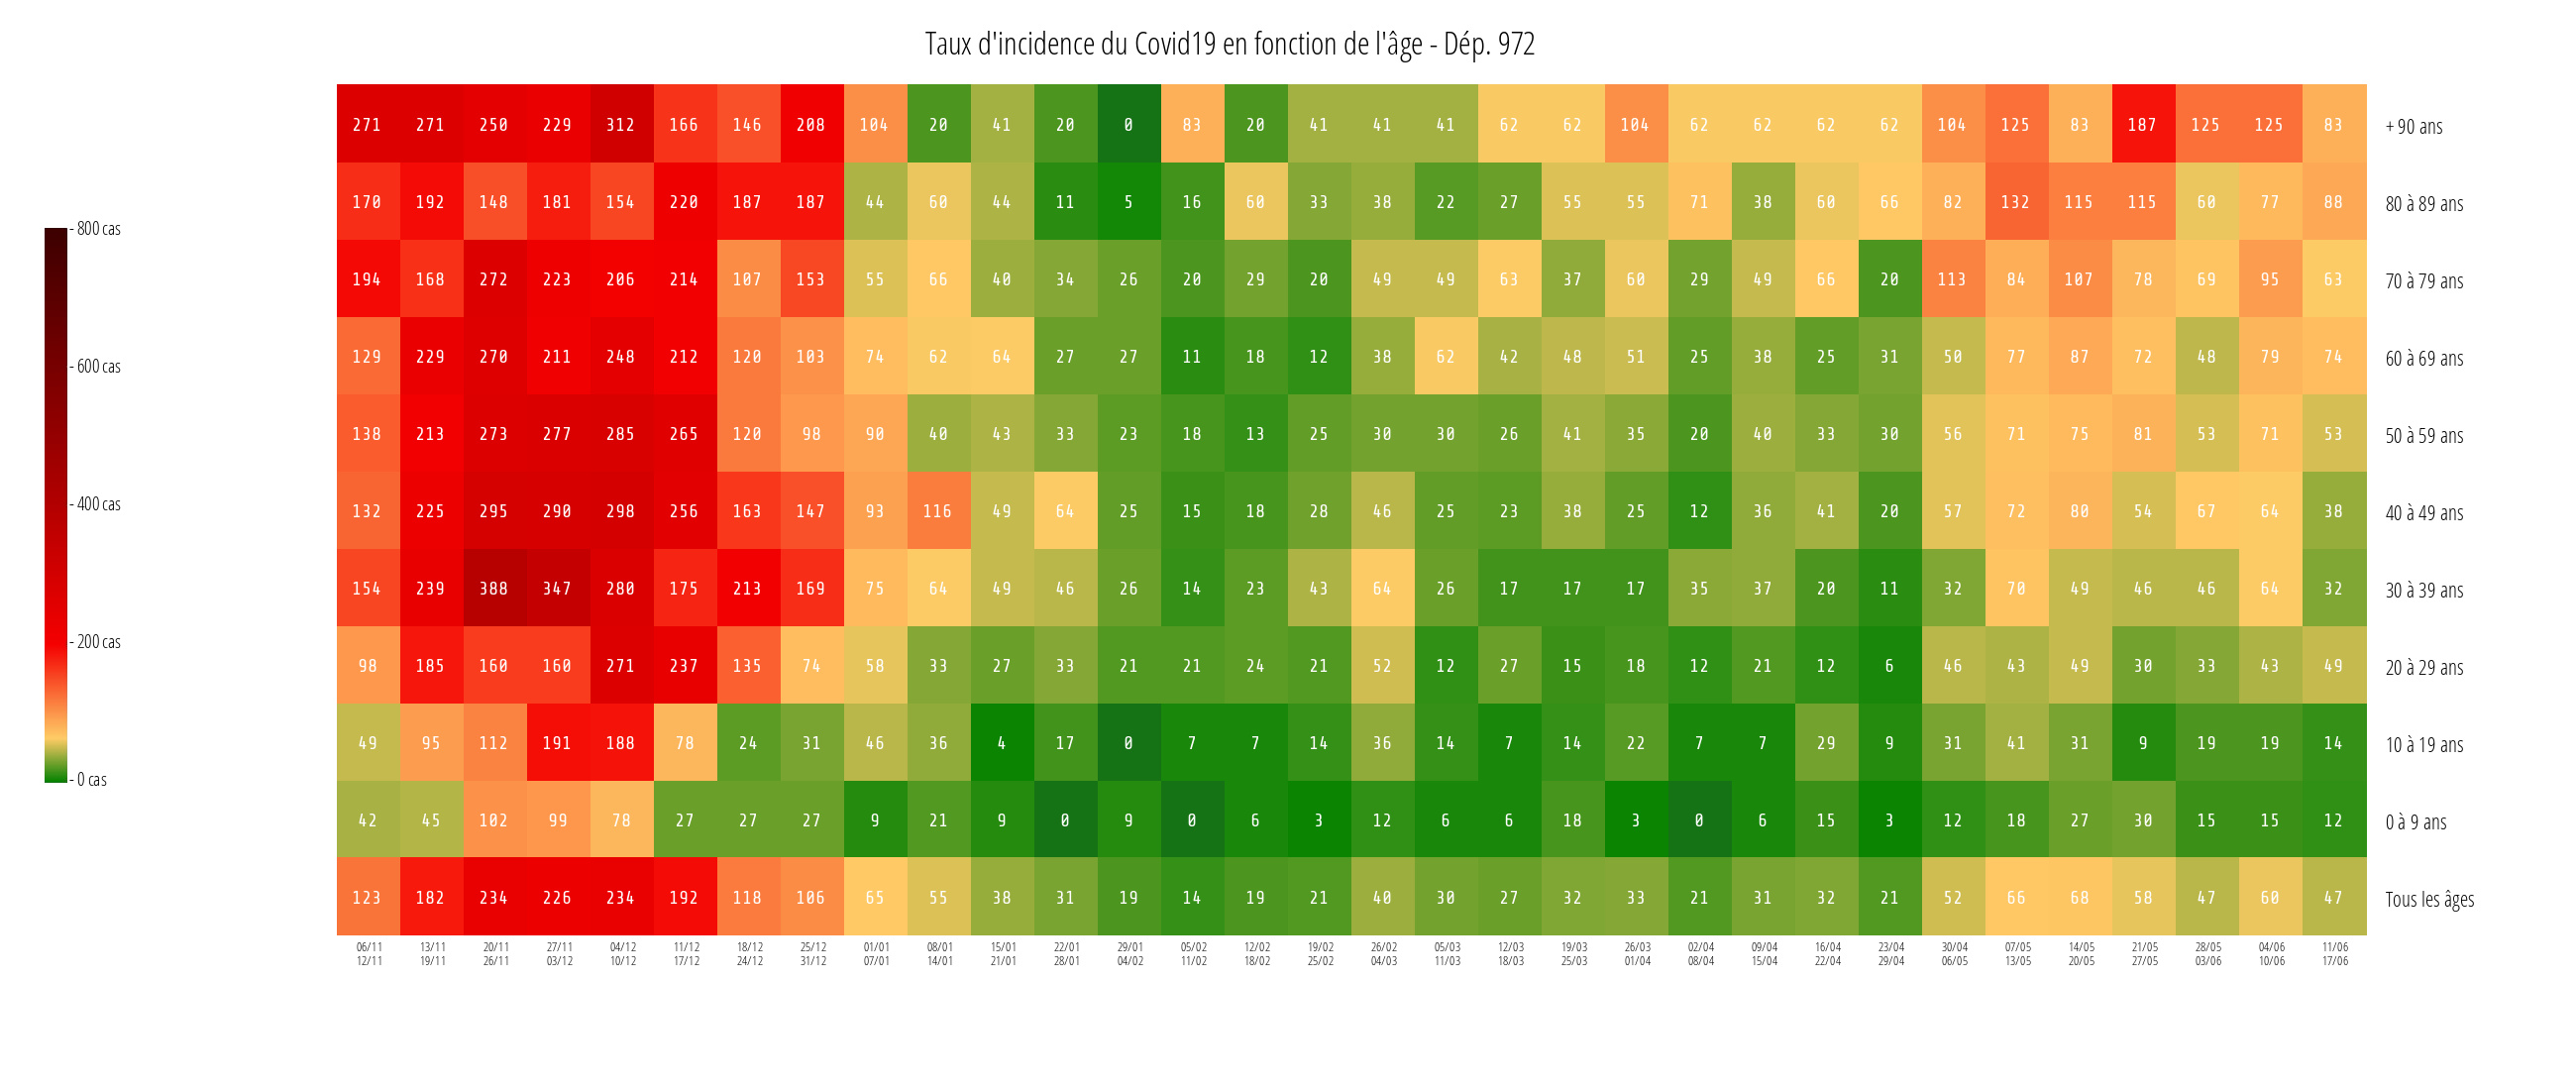 Taux d'incidence du Covid19 en fonction de l'âge - Dép. 972
- 800 cas
- 600 cas
- 400 cas
- 200 cas
- 0 cas
271 271 250 229 312 166 146 208 104 20 41 20 0 83 20 41 41 41 62 62 104 62 62 62 62 104 125 83 187 125 125 83 + 90 ans
170 192 148 181 154 220 187 187 44 60 44 11 5 16 60 33 38 22 27 55 55 71 38 60 66 82 132 115 115 60 77 88 80 à 89 ans
194 168 272 223 206 214 107 153 55 66 40 34 26 20 29 20 49 49 63 37 60 29 49 66 20 113 84 107 78 69 95 63 70 à 79 ans
129 229 270 211 248 212 120 103 74 62 64 27 27 11 18 12 38 62 42 48 51 25 38 25 31 50 77 87 72 48 79 74 60 à 69 ans
138 213 273 277 285 265 120 98 90 40 43 33 23 18 13 25 30 30 26 41 35 20 40 33 30 56 71 75 81 53 71 53 50 à 59 ans
132 225 295 290 298 256 163 147 93 116 49 64 25 15 18 28 46 25 23 38 25 12 36 41 20 57 72 80 54 67 64 38 40 à 49 ans
154 239 388 347 280 175 213 169 75 64 49 46 26 14 23 43 64 26 17 17 17 35 37 20 11 32 70 49 46 46 64 32 30 à 39 ans
98 185 160 160 271 237 135 74 58 33 27 33 21 21 24 21 52 12 27 15 18 12 21 12 6 46 43 49 30 33 43 49 20 à 29 ans
49 95 112 191 188 78 24 31 46 36 4 17 0 7 7 14 36 14 7 14 22 7 7 29 9 31 41 31 9 19 19 14 10 à 19 ans
42 45 102 99 78 27 27 27 9 21 9 0 9 0 6 3 12 6 6 18 3 0 6 15 3 12 18 27 30 15 15 12 0 à 9 ans
123 182 234 226 234 192 118 106 65 55 38 31 19 14 19 21 40 30 27 32 33 21 31 32 21 52 66 68 58 47 60 47 Tous les âges
06/11 13/11 20/11 27/11 04/12 11/12 18/12 25/12 01/01 08/01 15/01 22/01 29/01 05/02 12/02 19/02 26/02 05/03 12/03 19/03 26/03 02/04 09/04 16/04 23/04 30/04 07/05 14/05 21/05 28/05 04/06 11/06
12/11 19/11 26/11 03/12 10/12 17/12 24/12 31/12 07/01 14/01 21/01 28/01 04/02 11/02 18/02 25/02 04/03 11/03 18/03 25/03 01/04 08/04 15/04 22/04 29/04 06/05 13/05 20/05 27/05 03/06 10/06 17/06